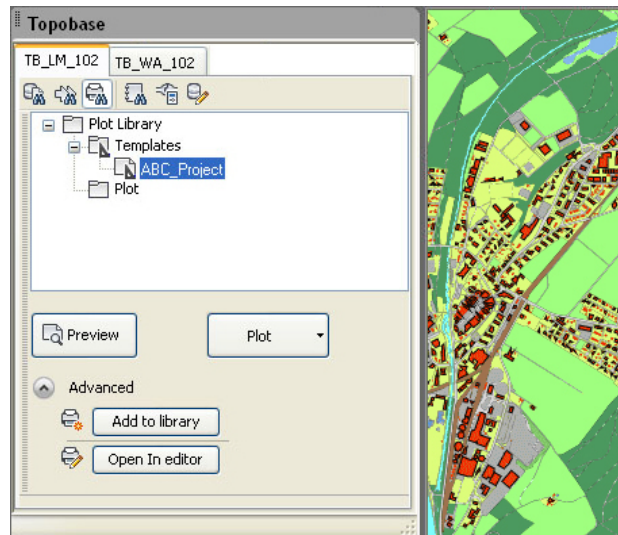 Topobase
TB_LM_102 TB_WA_102
Plot Library
Templates
ABC_Project
Plot
Preview Plot
Advanced
Add to library
Open In editor